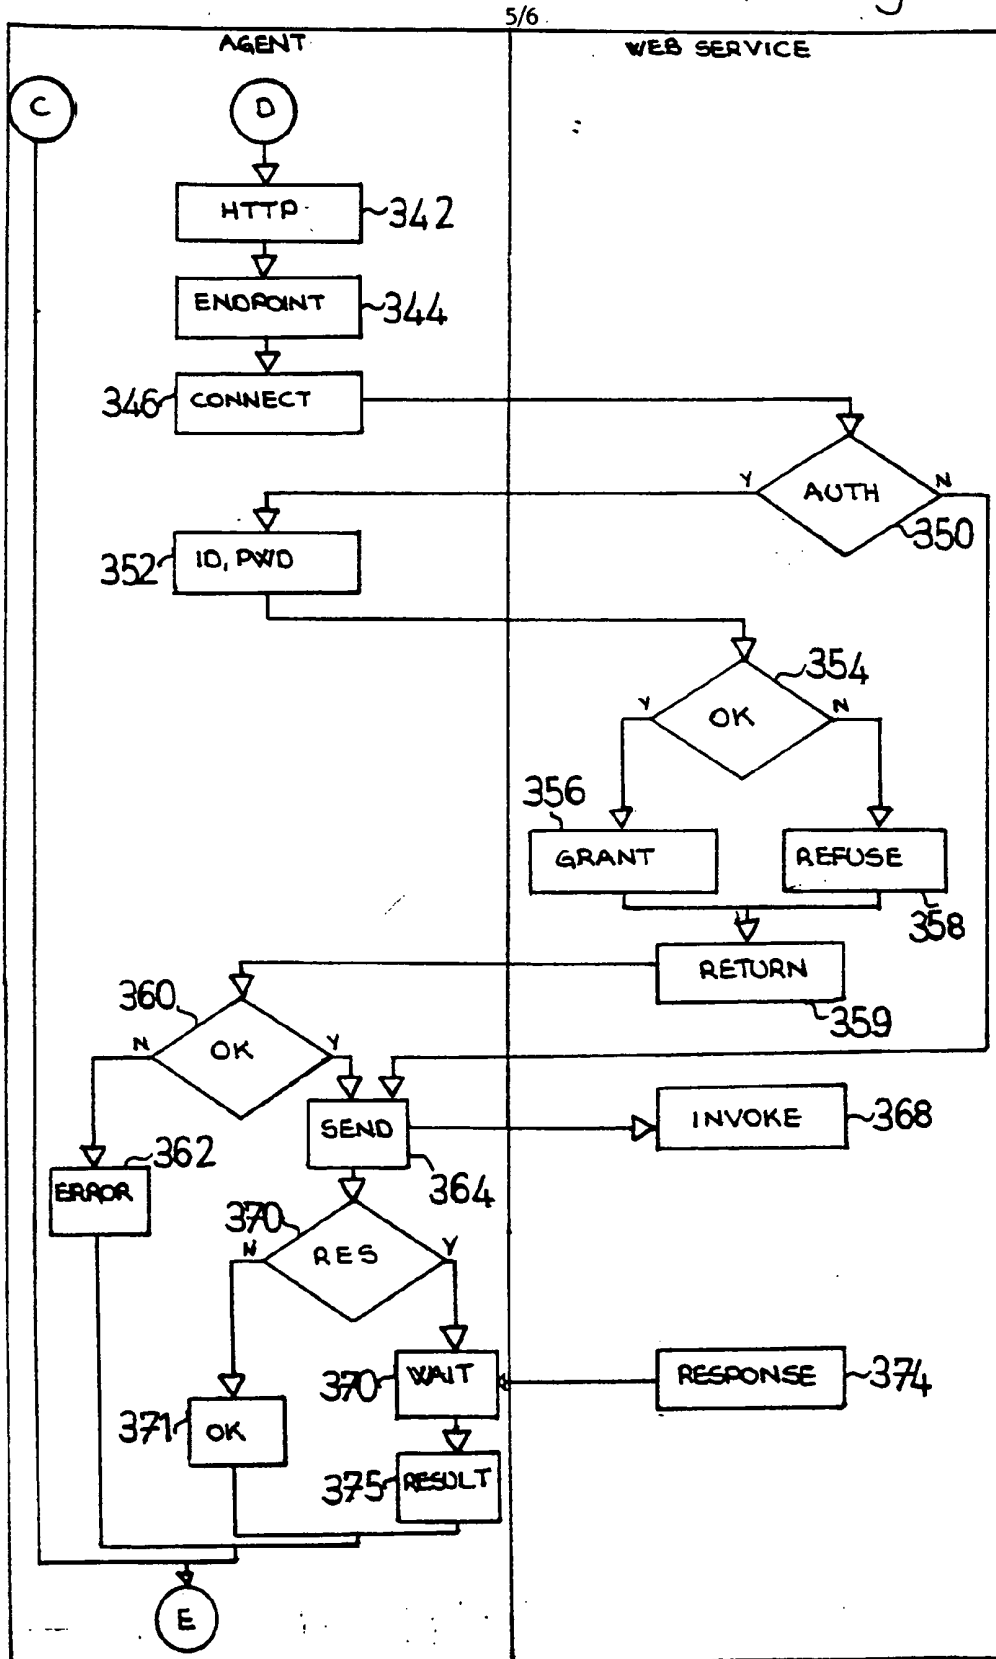 5/6
AGENT
WEB SERVICE
C
D
HTTP
342
ENDPOINT
344
346
CONNECT
Y
AUTH
N
350
352
ID, PWD
354
Y
OK
N
356
GRANT
REFUSE
358
RETURN
359
360
N
OK
Y
SEND
364
INVOKE
368
362
ERROR
370
N
RES
Y
370
WAIT
RESPONSE
374
371
OK
375
RESULT
E